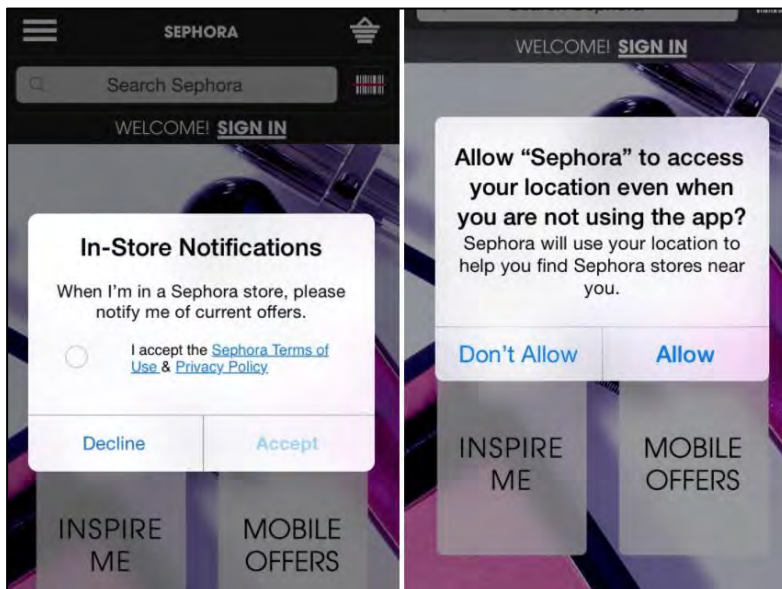 SEPHORA
Search Sephora
WELCOME! SIGN IN
In-Store Notifications
When I'm in a Sephora store, please
notify me of current offers.
I accept the Sephora Terms of
Use & Privacy Policy
Decline
Accept
INSPIRE
ME
MOBILE
OFFERS
Search Sephora
WELCOME! SIGN IN
Allow “Sephora” to access
your location even when
you are not using the app?
Sephora will use your location to
help you find Sephora stores near
you.
Don't Allow
Allow
INSPIRE
ME
MOBILE
OFFERS